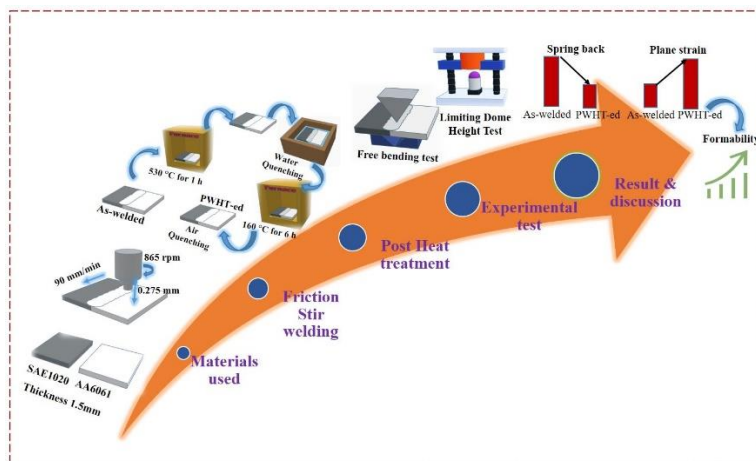 Spring back
Plane strain
As-welded
PWHT-ed
As-welded
PWHT-ed
Formability
Limiting Dome
Height Test
Free bending test
Furnace
530 °C for 1 h
Water
Quenching
As-welded
PWHT-ed
Air
Quenching
Furnace
160 °C for 6 h
865 rpm
90 mm/min
0.275 mm
SAE1020
AA6061
Thickness 1.5mm
Materials
used
Friction
Stir
welding
Post Heat
treatment
Experimental
test
Result &
discussion